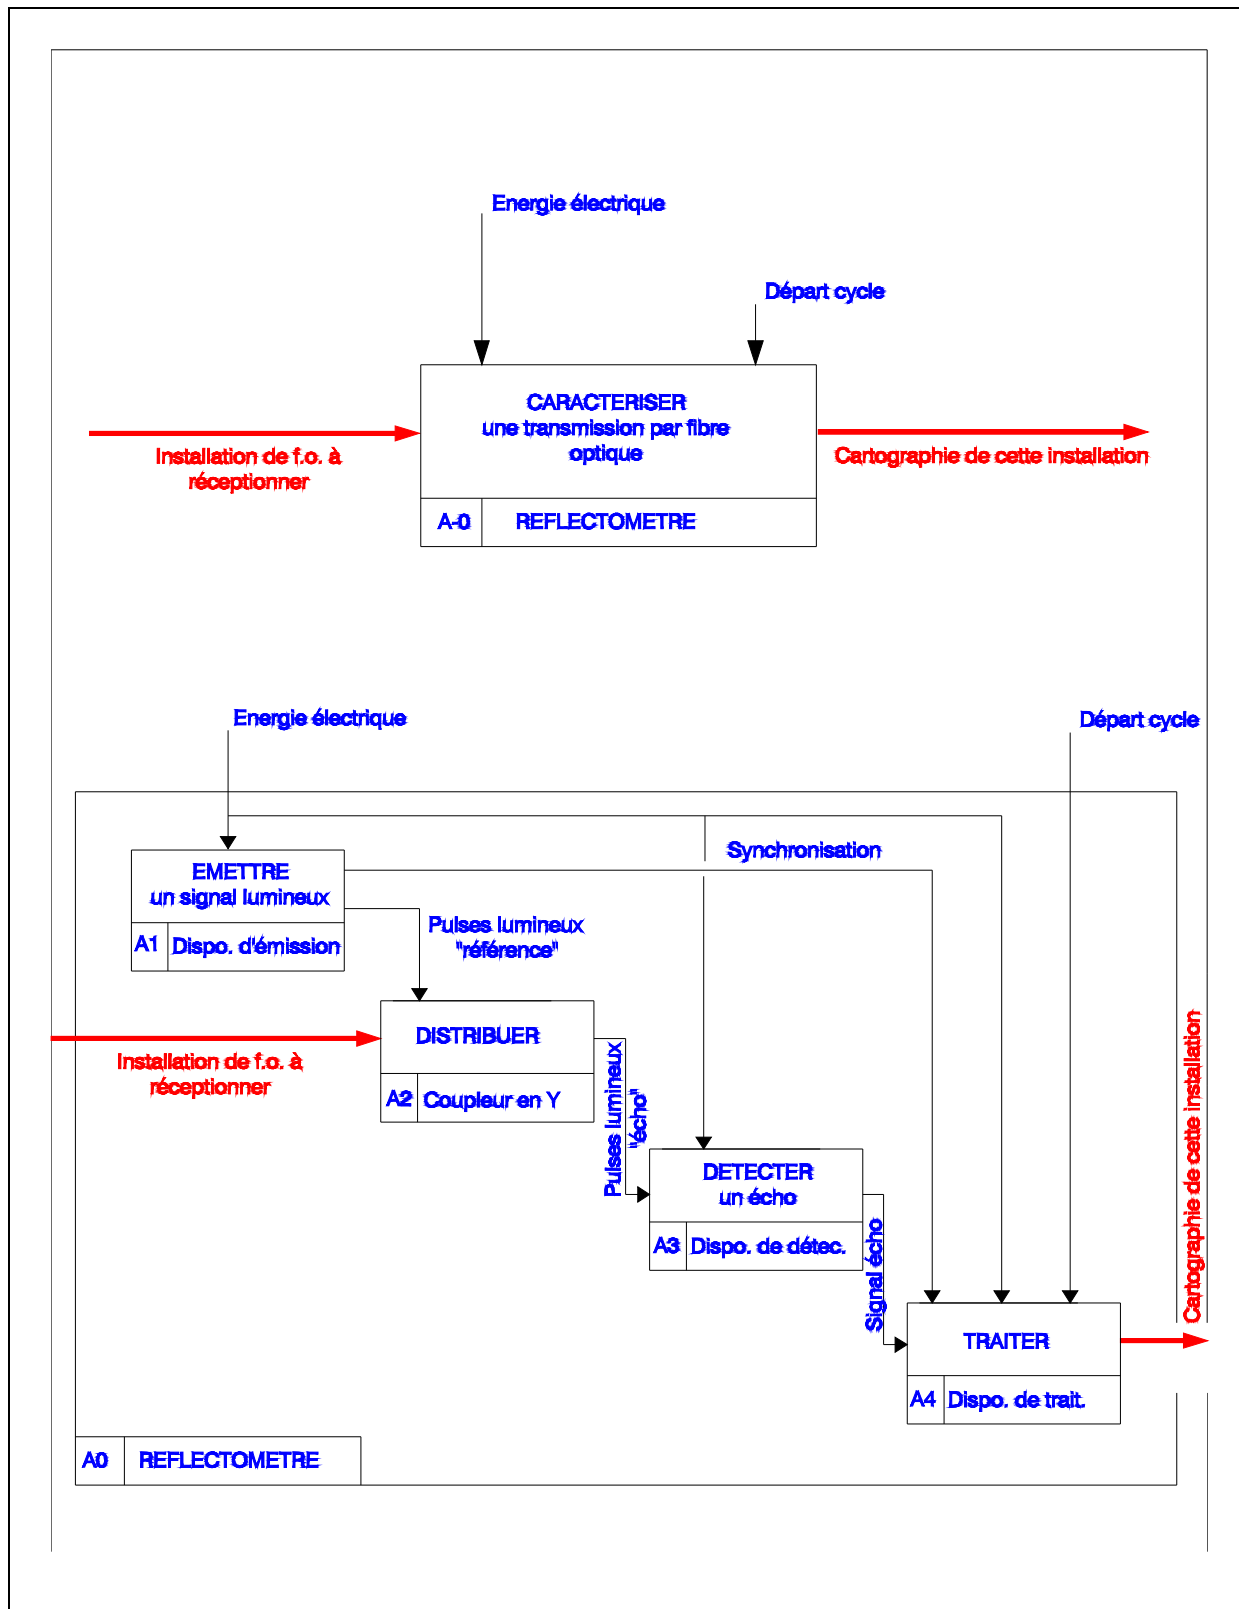 Energie électrique
Départ cycle
CARACTERISER
une transmission par fibre
optique
Installation de f.o. à
réceptionner
Cartographie de cette installation
A-0 REFLECTOMETRE
Energie électrique
Départ cycle
Synchronisation
EMETTRE
un signal lumineux
A1 Dispo. d'émission
Pulses lumineux
"référence"
DISTRIBUER
Installation de f.o. à
réceptionner
A2 Coupleur en Y
Pulses lumineux
"écho"
DETECTER
un écho
A3 Dispo. de détec.
Signal écho
Cartographie de cette installation
TRAITER
A4 Dispo. de trait.
A0 REFLECTOMETRE